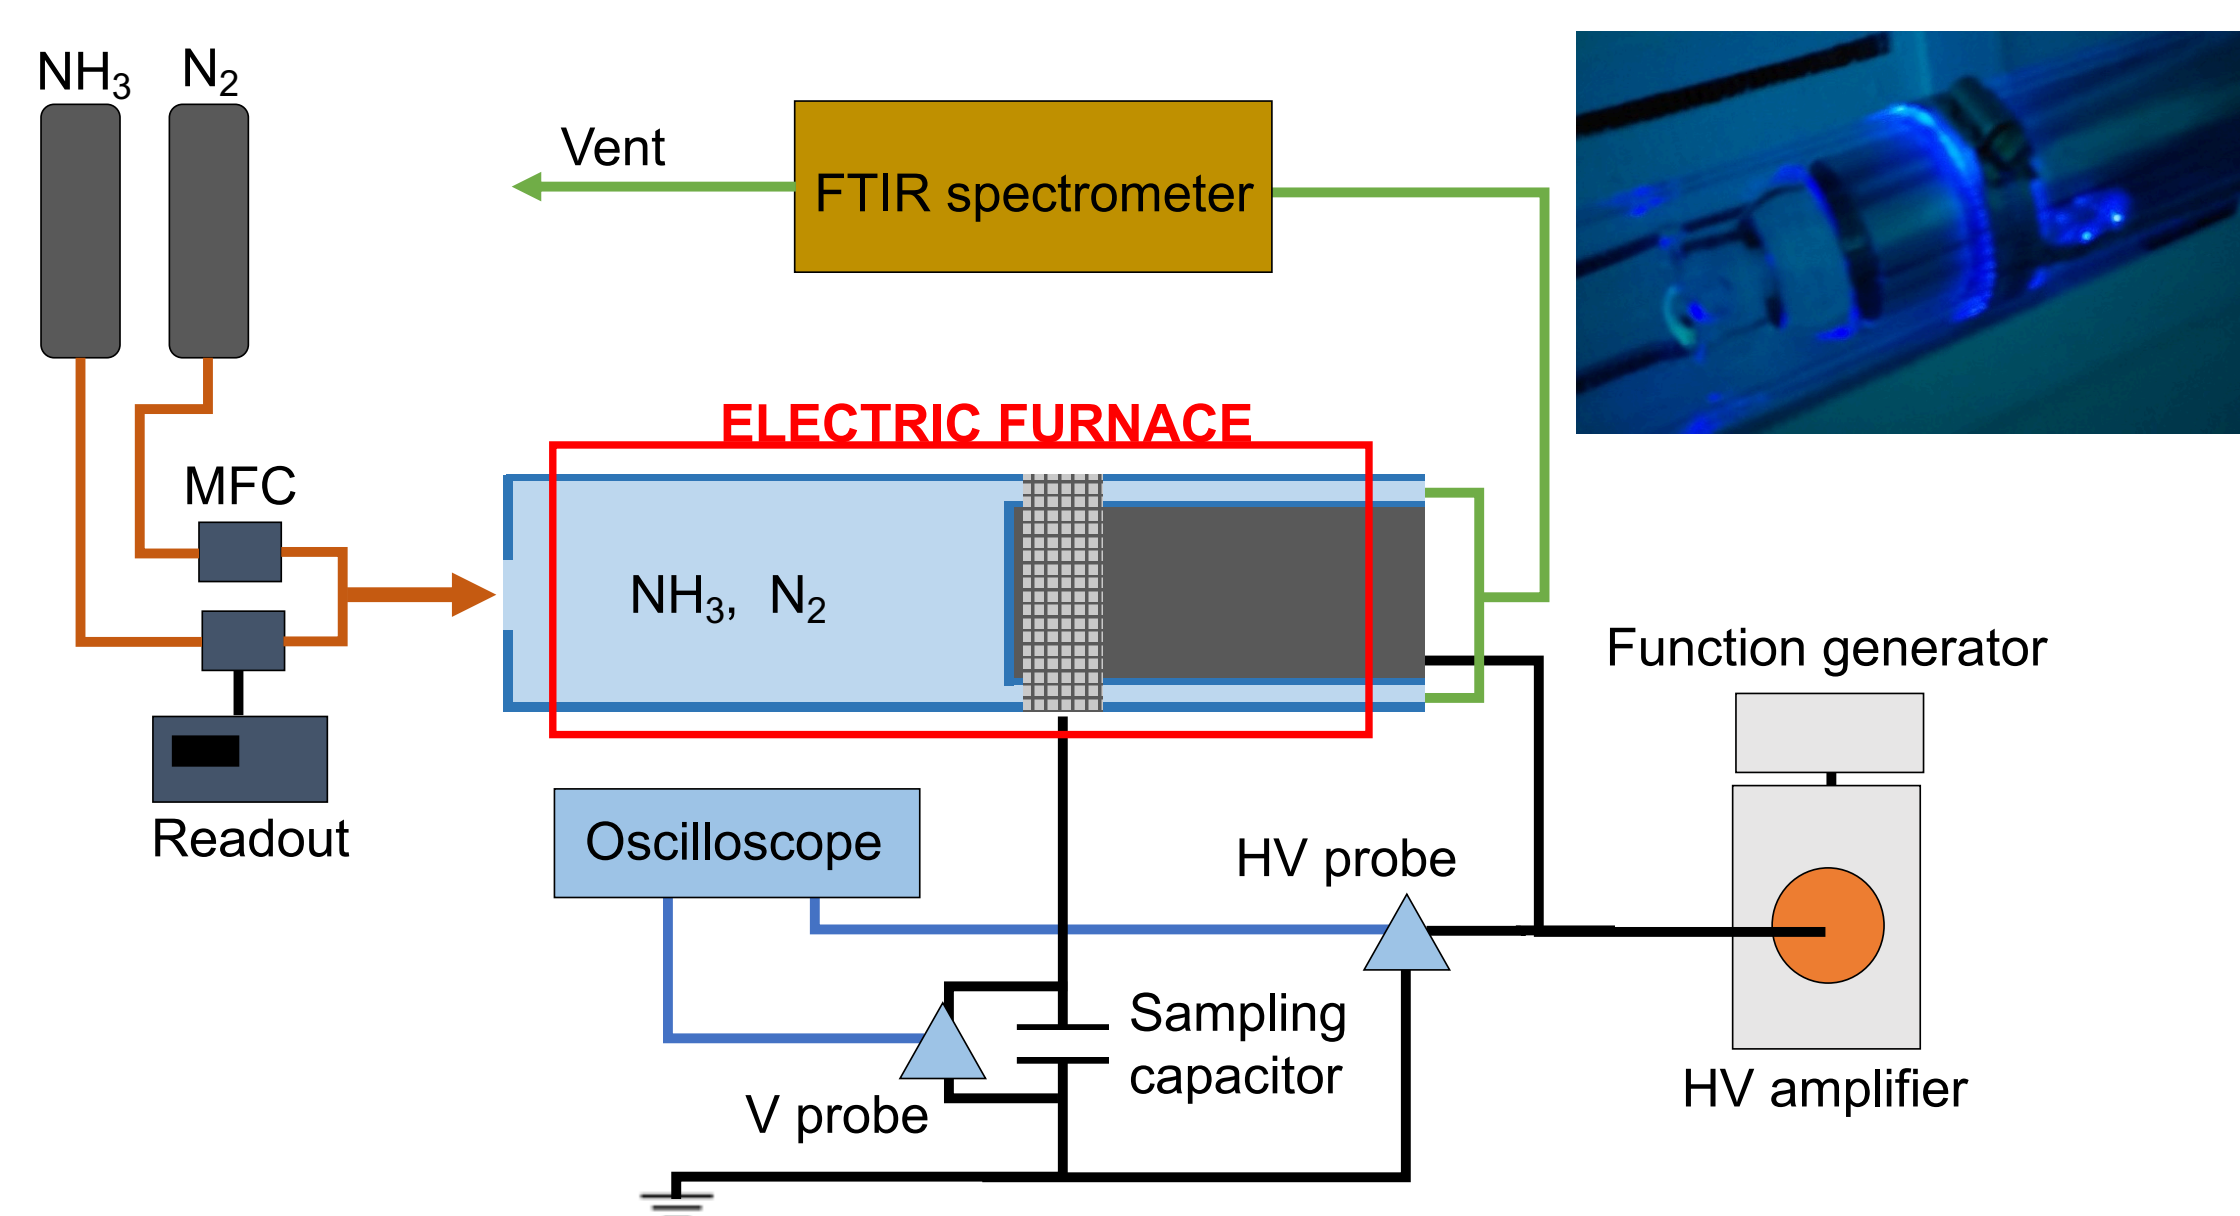 NH₃
N₂
Vent
FTIR spectrometer
ELECTRIC FURNACE
MFC
NH₃, N₂
Function generator
Readout
Oscilloscope
HV probe
Sampling
capacitor
V probe
HV amplifier